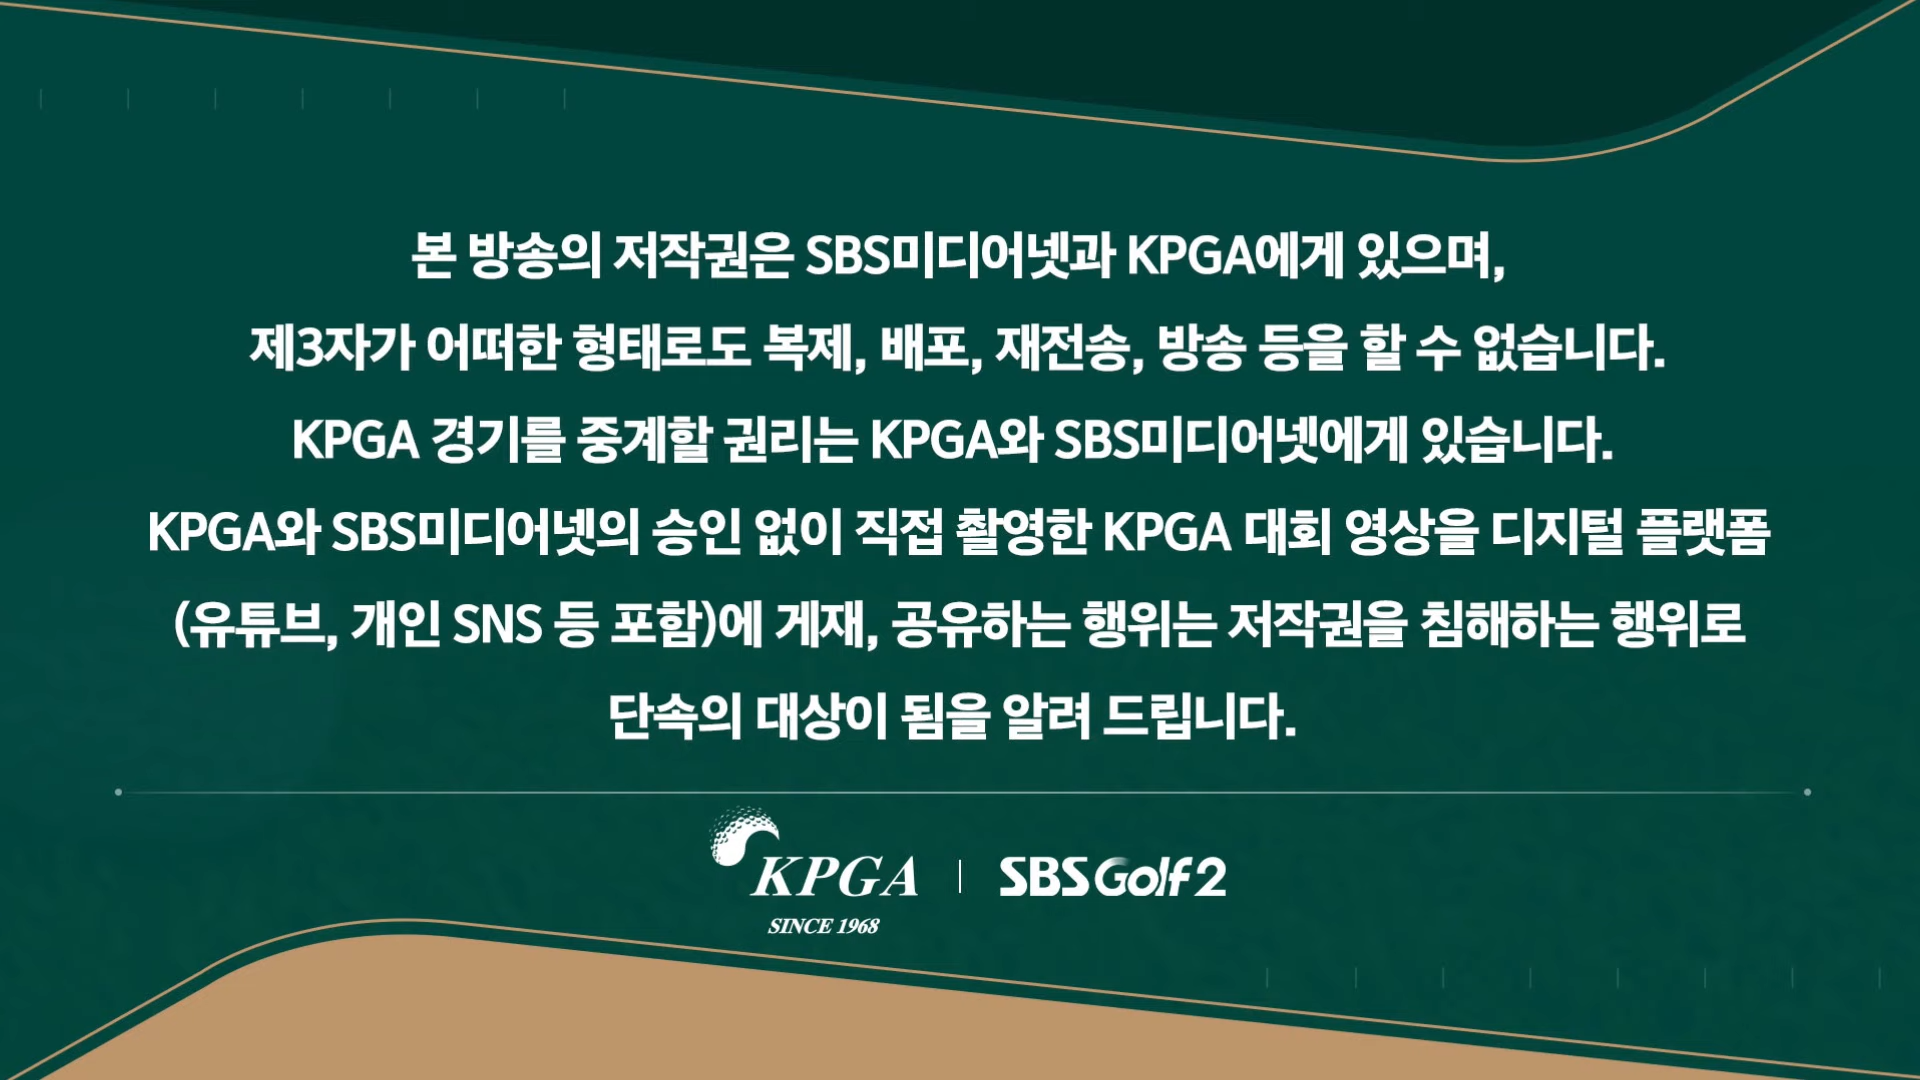 본 방송의 저작권은 SBS미디어넷과 KPGA에게 있으며,
제3자가 어떠한 형태로도 복제, 배포, 재전송, 방송 등을 할 수 없습니다.
KPGA 경기를 중계할 권리는 KPGA와 SBS미디어넷에게 있습니다.
KPGA와 SBS미디어넷의 승인 없이 직접 촬영한 KPGA 대회 영상을 디지털 플랫폼
(유튜브, 개인 SNS 등 포함)에 게재, 공유하는 행위는 저작권을 침해하는 행위로
단속의 대상이 됨을 알려 드립니다.
KPGA SBS Golf 2
SINCE 1968